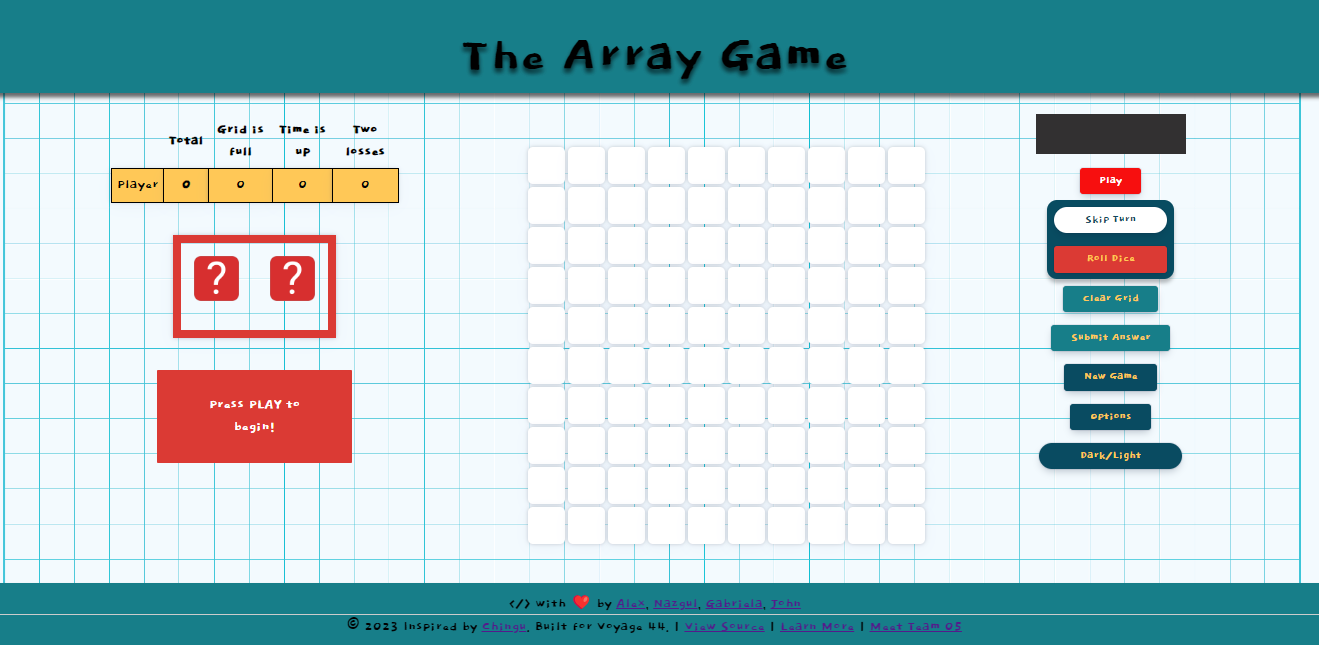 The Array Game
Total
Grid is
full
Time is
up
Two
losses
Player 0 0 0 0
? ?
Press PLAY to
begin!
Play
Skip Turn
Roll Dice
Clear Grid
Submit Answer
New Game
Options
Dark/Light
</> with ❤️ by Alex, Nazgul, Gabriela, John
© 2023 Inspired by Chingu. Built for Voyage 44. | View Source | Learn More | Meet Team 05